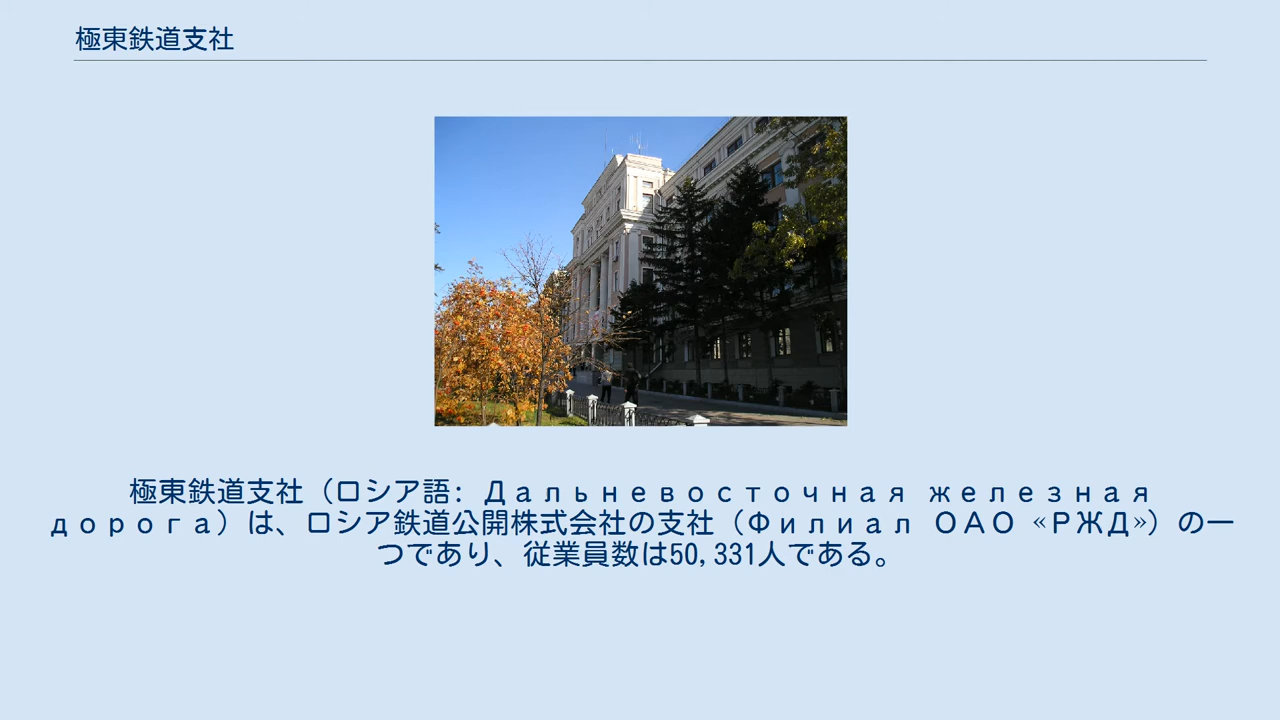 極東鉄道支社
極東鉄道支社（ロシア語: Дальневосточная железная
дорога）は、ロシア鉄道公開株式会社の支社（Филиал ОАО «РЖД»）の一
つであり、従業員数は50,331人である。